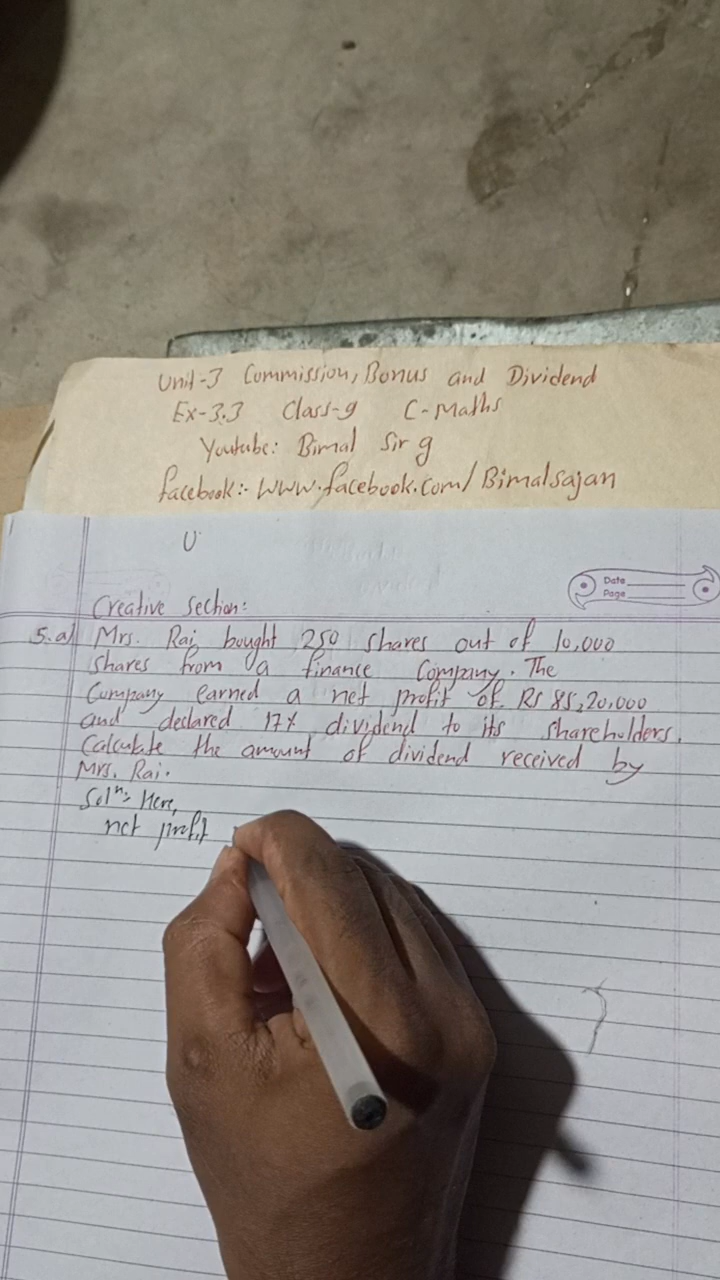 Unit-3 Commission, Bonus and Dividend
Ex-3.3 Class-9 C-Maths
Youtube: Bimal Sir g
facebook:- www.facebook.com/Bimalsajan
U
Date
Page
Creative Section:
5.a) Mrs. Rai bought 250 shares out of 10,000
shares from a finance Company. The
Company earned a net profit of RS 85,20,000
and declared 17% dividend to its shareholders.
Calculate the amount of dividend received by
Mrs. Rai.
Solⁿ: Here,
net profit